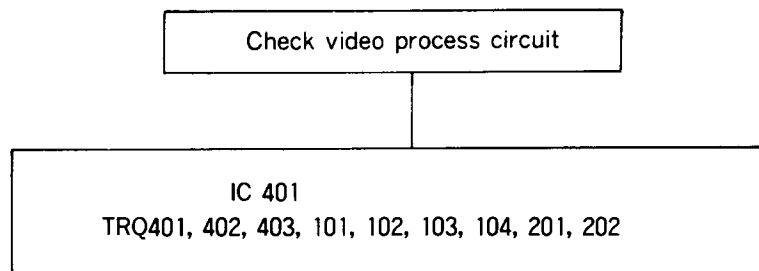 Check video process circuit
IC 401
TRQ401, 402, 403, 101, 102, 103, 104, 201, 202